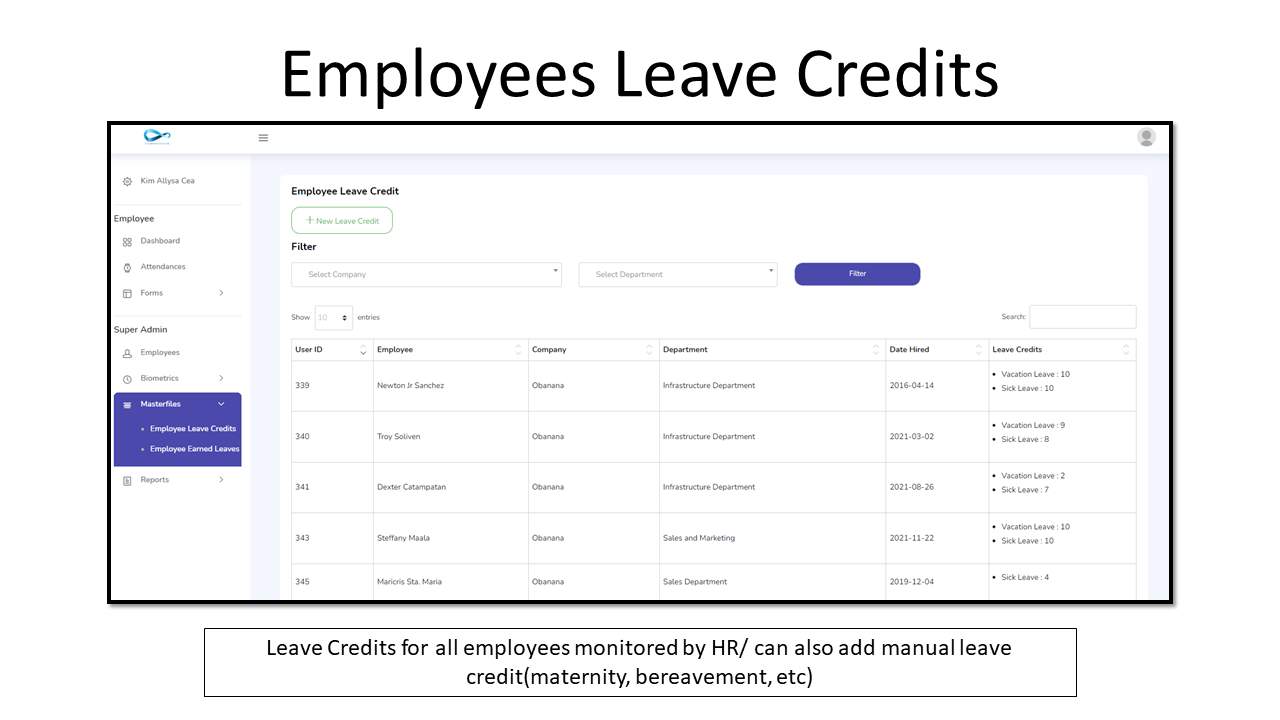 Employees Leave Credits
Kim Allysa Cea
Employee
Dashboard
Attendances
Forms
Super Admin
Employees
Biometrics
Masterfiles
Employee Leave Credits
Employee Earned Leaves
Reports
Employee Leave Credit
+ New Leave Credit
Filter
Select Company Select Department Filter
Show 10 entries Search:
User ID Employee Company Department Date Hired Leave Credits
339 Newton Jr Sanchez Obanana Infrastructure Department 2016-04-14
• Vacation Leave : 10
• Sick Leave : 10
340 Troy Soliven Obanana Infrastructure Department 2021-03-02
• Vacation Leave : 9
• Sick Leave : 8
341 Dexter Catampatan Obanana Infrastructure Department 2021-08-26
• Vacation Leave : 2
• Sick Leave : 7
343 Steffany Maala Obanana Sales and Marketing 2021-11-22
• Vacation Leave : 10
• Sick Leave : 10
345 Maricris Sta. Maria Obanana Sales Department 2019-12-04
• Sick Leave : 4
Leave Credits for all employees monitored by HR/ can also add manual leave
credit(maternity, bereavement, etc)